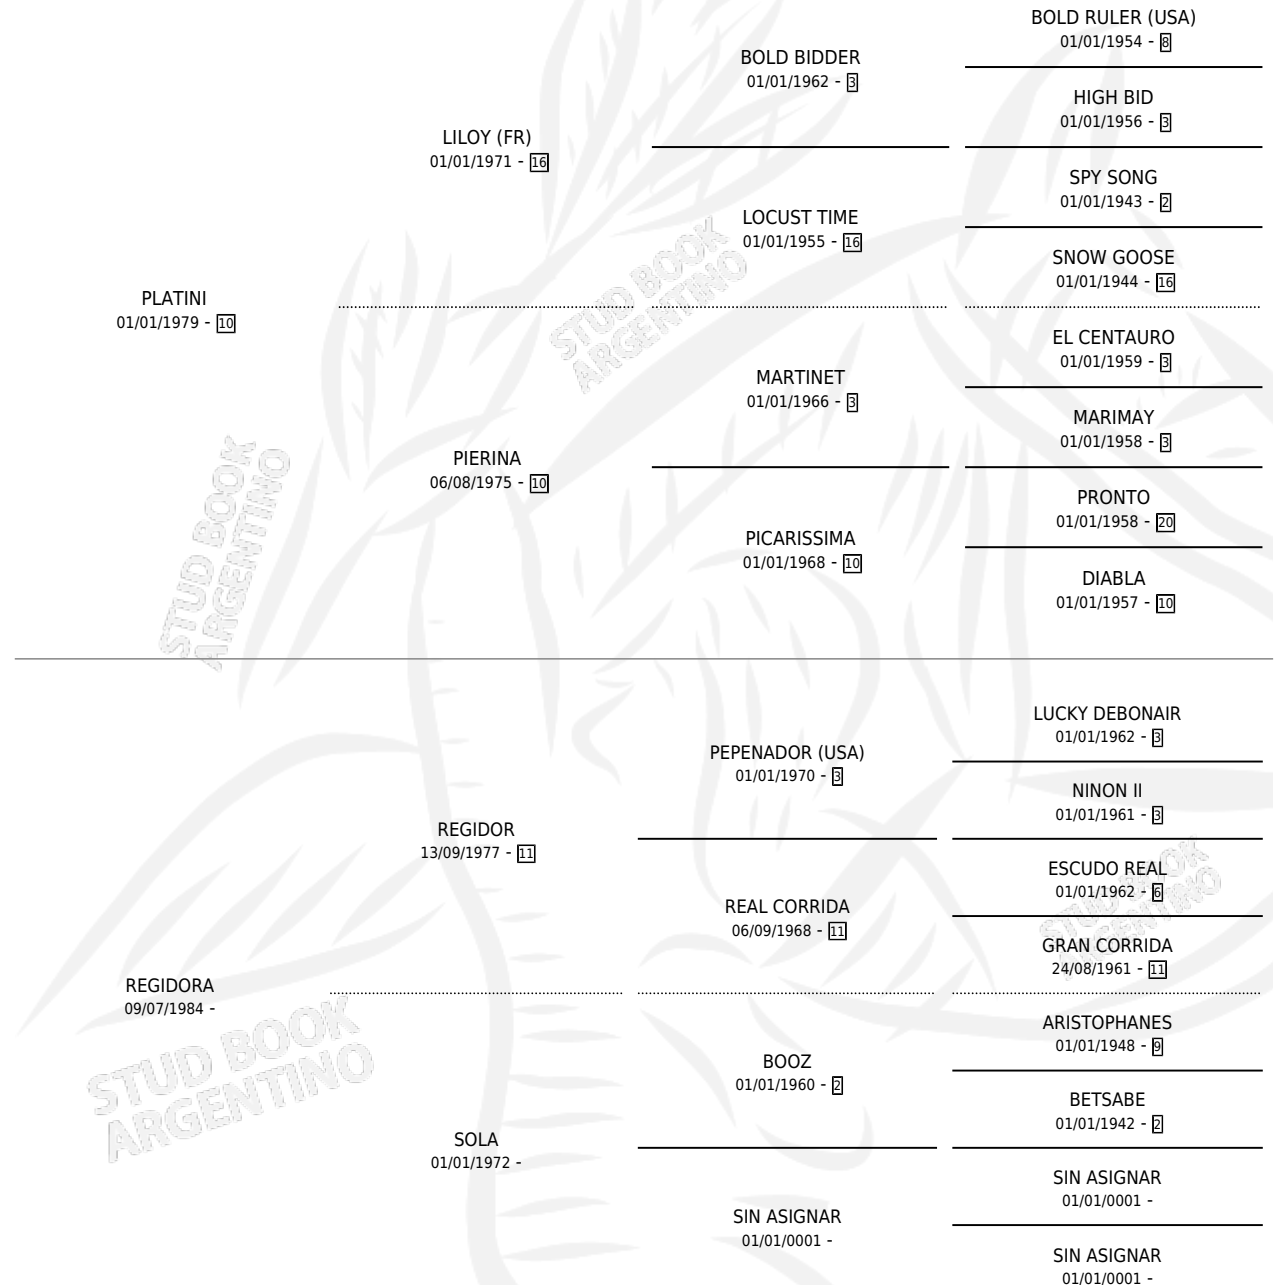 BOLD RULER (USA)
01/01/1954 - 8
BOLD BIDDER
01/01/1962 - 3
HIGH BID
01/01/1956 - 3
LILOY (FR)
01/01/1971 - 16
SPY SONG
01/01/1943 - 2
LOCUST TIME
01/01/1955 - 16
SNOW GOOSE
01/01/1944 - 16
PLATINI
01/01/1979 - 10
EL CENTAURO
01/01/1959 - 3
MARTINET
01/01/1966 - 3
MARIMAY
01/01/1958 - 3
PIERINA
06/08/1975 - 10
PRONTO
01/01/1958 - 20
PICARISSIMA
01/01/1968 - 10
DIABLA
01/01/1957 - 10
LUCKY DEBONAIR
01/01/1962 - 3
PEPENADOR (USA)
01/01/1970 - 3
NINON II
01/01/1961 - 3
REGIDOR
13/09/1977 - 11
ESCUDO REAL
01/01/1962 - 6
REAL CORRIDA
06/09/1968 - 11
GRAN CORRIDA
24/08/1961 - 11
REGIDORA
09/07/1984 -
ARISTOPHANES
01/01/1948 - 9
BOOZ
01/01/1960 - 2
BETSABE
01/01/1942 - 2
SOLA
01/01/1972 -
SIN ASIGNAR
01/01/0001 -
SIN ASIGNAR
01/01/0001 -
SIN ASIGNAR
01/01/0001 -
STUD BOOK
ARGENTINO
STUD BOOK
ARGENTINO
STUD BOOK
ARGENTINO
STUD BOOK
ARGENTINO